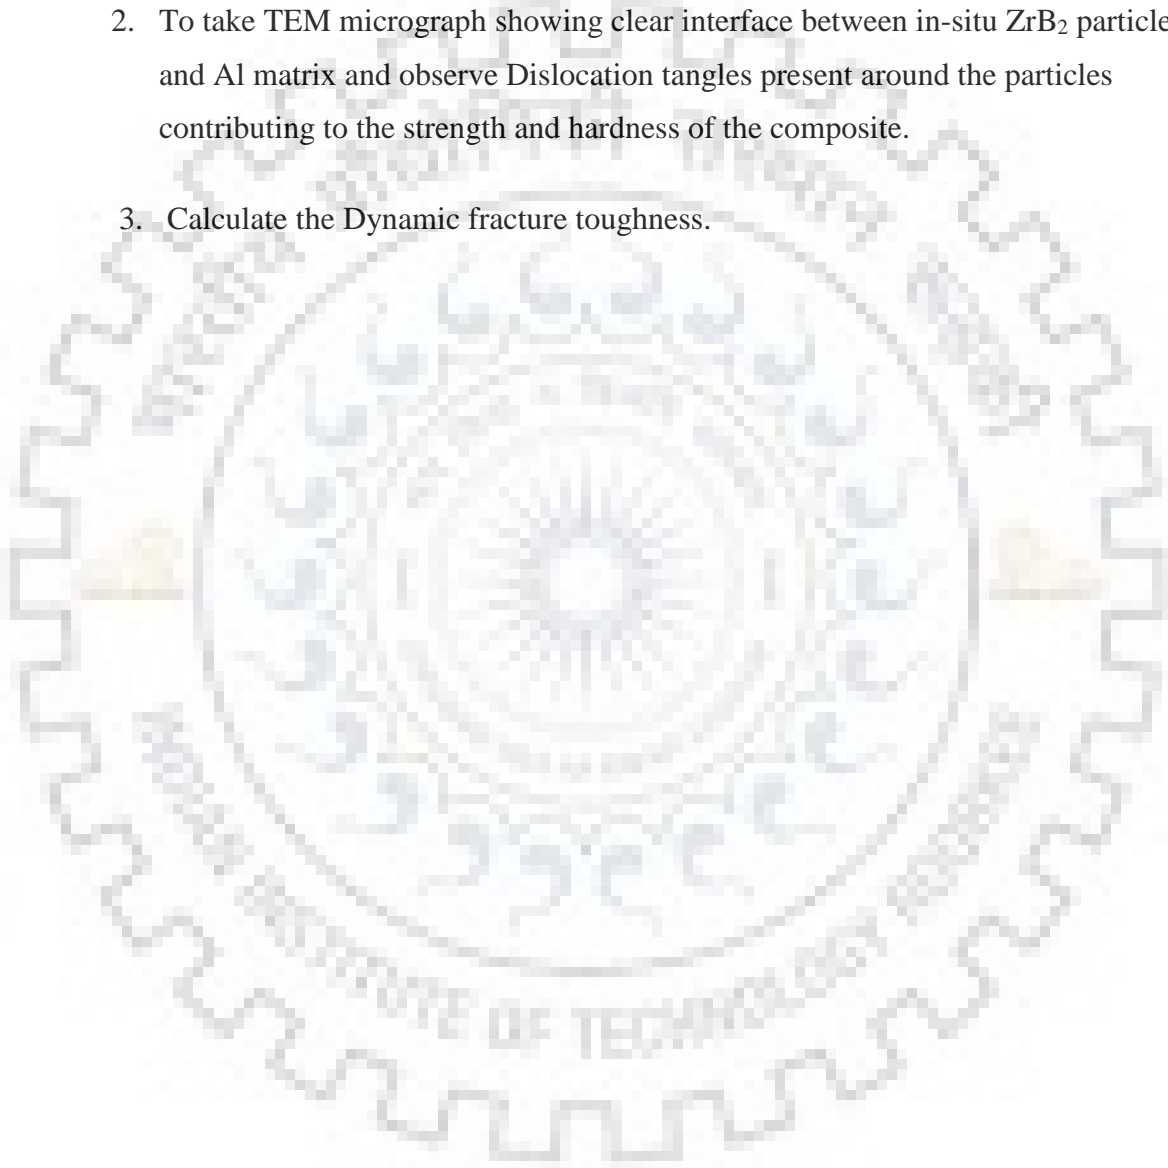 2. To take TEM micrograph showing clear interface between in-situ ZrB₂ particle
and Al matrix and observe Dislocation tangles present around the particles
contributing to the strength and hardness of the composite.
3. Calculate the Dynamic fracture toughness.
OF TECHNOLOGY